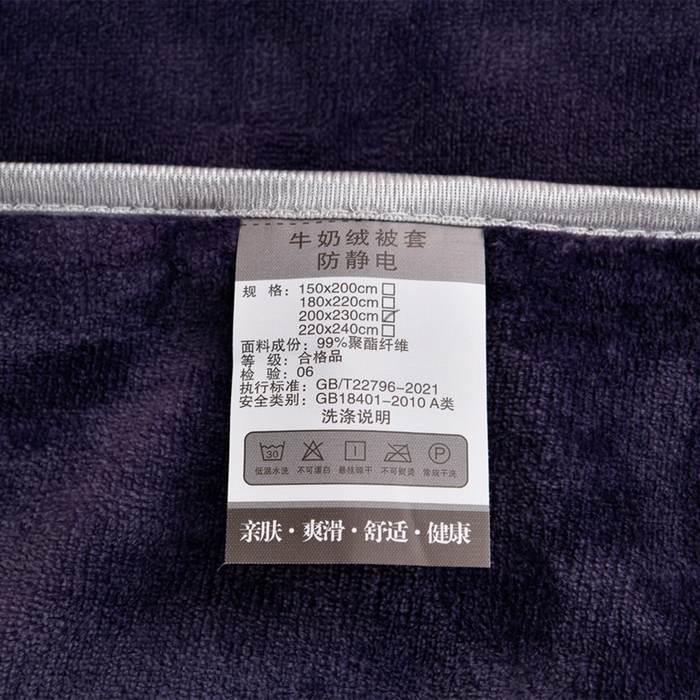 牛奶绒被套
防静电
规 格：150x200cm
180x220cm
200x230cm
220x240cm
面料成份：99%聚酯纤维
等 级：合格品
检 验：06
执行标准：GB/T22796-2021
安全类别：GB18401-2010 A类
洗涤说明
30 P
低温水洗 不可漂白 悬挂晾干 不可熨烫 常规干洗
亲肤·爽滑·舒适·健康